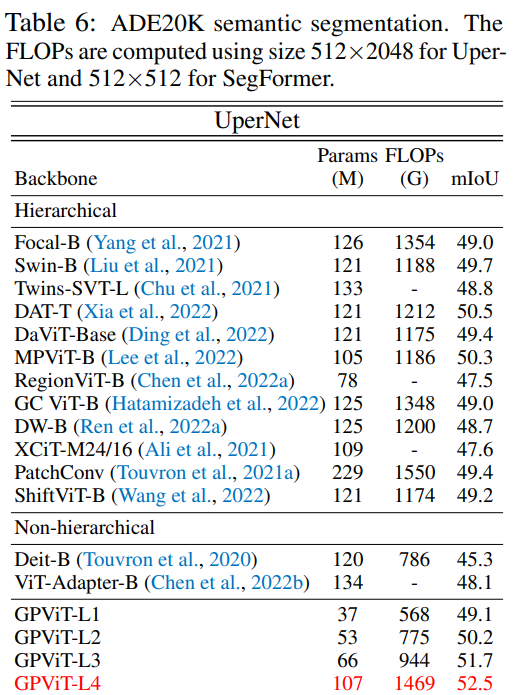 Table 6: ADE20K semantic segmentation. The
FLOPs are computed using size 512×2048 for Uper-
Net and 512×512 for SegFormer.
UperNet
Params FLOPs
Backbone (M) (G) mIoU
Hierarchical
Focal-B (Yang et al., 2021) 126 1354 49.0
Swin-B (Liu et al., 2021) 121 1188 49.7
Twins-SVT-L (Chu et al., 2021) 133 - 48.8
DAT-T (Xia et al., 2022) 121 1212 50.5
DaViT-Base (Ding et al., 2022) 121 1175 49.4
MPViT-B (Lee et al., 2022) 105 1186 50.3
RegionViT-B (Chen et al., 2022a) 78 - 47.5
GC ViT-B (Hatamizadeh et al., 2022) 125 1348 49.0
DW-B (Ren et al., 2022a) 125 1200 48.7
XCiT-M24/16 (Ali et al., 2021) 109 - 47.6
PatchConv (Touvron et al., 2021a) 229 1550 49.4
ShiftViT-B (Wang et al., 2022) 121 1174 49.2
Non-hierarchical
Deit-B (Touvron et al., 2020) 120 786 45.3
ViT-Adapter-B (Chen et al., 2022b) 134 - 48.1
GPViT-L1 37 568 49.1
GPViT-L2 53 775 50.2
GPViT-L3 66 944 51.7
GPViT-L4 107 1469 52.5